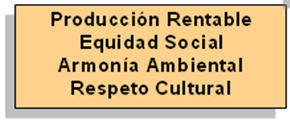 Producción Rentable
Equidad Social
Armonía Ambiental
Respeto Cultural